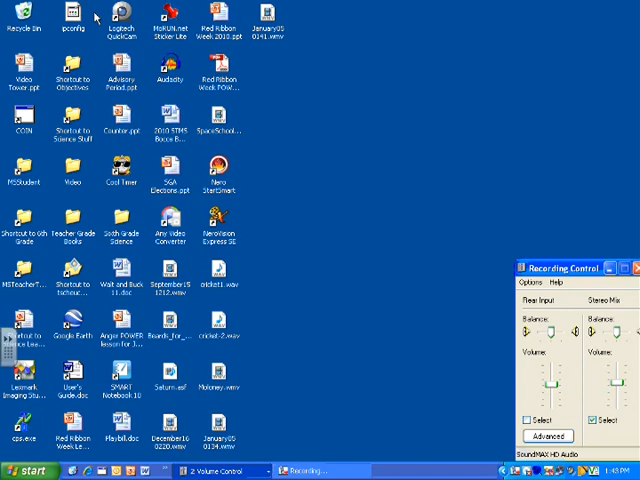 Recycle Bin
ipconfig
Logitech
QuickCam
MoRUN.net
Sticker Lite
Red Ribbon
Week 2010.ppt
January05
0141.wmv
Video
Tower.ppt
Shortcut to
Objectives
Advisory
Period.ppt
Audacity
Red Ribbon
Week POW...
COIN
Shortcut to
Science Stuff
Counter.ppt
2010 STMS
Bocce B...
SpaceSchool...
MSStudent
Video
Cool Timer
SGA
Elections.ppt
Nero
StartSmart
Shortcut to 6th
Grade
Teacher Grade
Books
Sixth Grade
Science
Any Video
Converter
NeroVision
Express SE
MSTeacherT...
Shortcut to
tscheuc...
Walt and Buck
11.doc
September15
1212.wmv
cricket1.wav
Shortcut to
Science Lea...
Google Earth
Anger POWER
lesson for J...
Boards_for_...
cricket-2.wav
Lexmark
Imaging Stu...
User's
Guide.doc
SMART
Notebook 10
Saturn.asf
Moloney.wmv
cps.exe
Red Ribbon
Week Le...
Playbill.doc
December16
0220.wmv
January05
0134.wmv
Recording Control
Options Help
Rear Input
Stereo Mix
Balance:
Balance:
Volume:
Volume:
Select
Select
Advanced
SoundMAX HD Audio
start
2 Volume Control
Recording...
1:43 PM